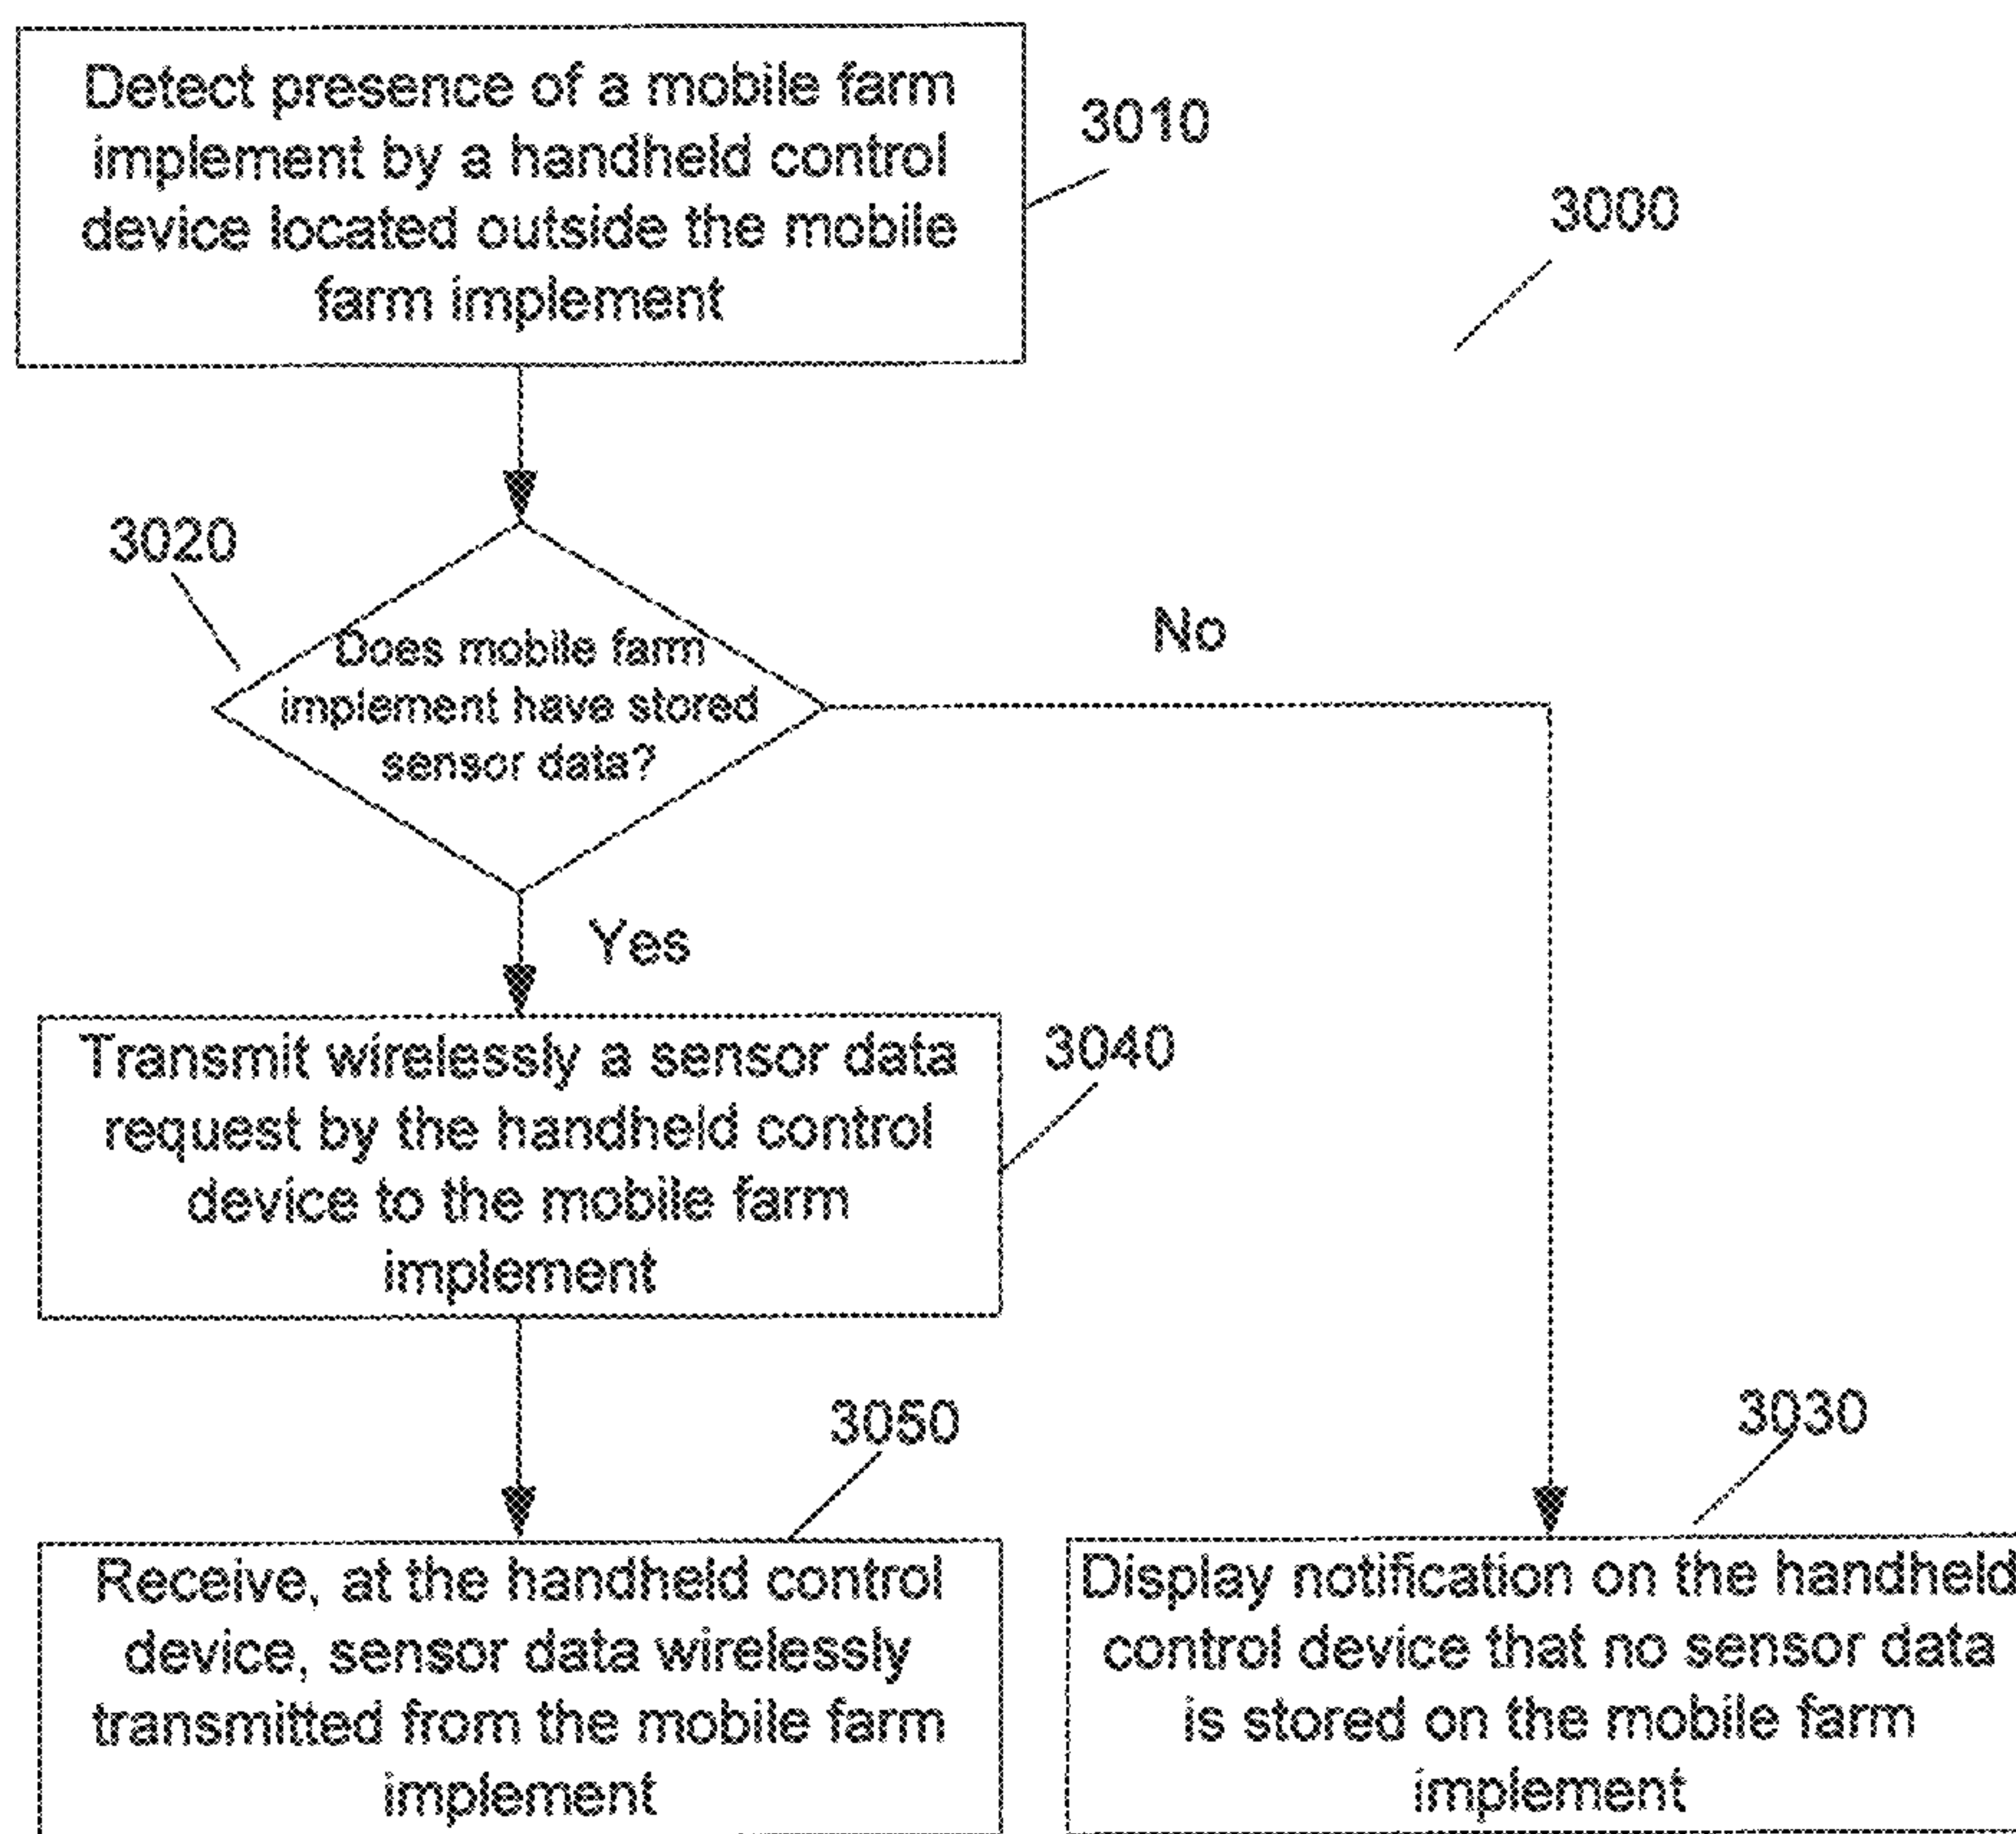 Detect presence of a mobile farm
implement by a handheld control
device located outside the mobile
farm implement
3010
3000
3020
Does mobile farm
implement have stored
sensor data?
No
Yes
Transmit wirelessly a sensor data
request by the handheld control
device to the mobile farm
implement
3040
3050
Receive, at the handheld control
device, sensor data wirelessly
transmitted from the mobile farm
implement
3030
Display notification on the handheld
control device that no sensor data
is stored on the mobile farm
implement